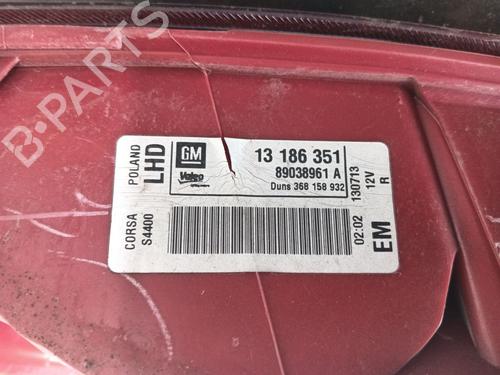 B-PARTS
POLAND
LHD
GM
13 186 351
Valeo
89038961 A
Duns 368 158 932
130713
12V
R
CORSA
S4400
02:02
EM